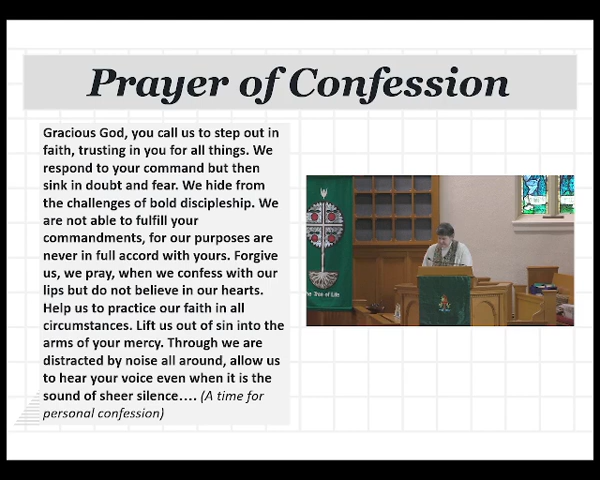 Prayer of Confession
Gracious God, you call us to step out in
faith, trusting in you for all things. We
respond to your command but then
sink in doubt and fear. We hide from
the challenges of bold discipleship. We
are not able to fulfill your
commandments, for our purposes are
never in full accord with yours. Forgive
us, we pray, when we confess with our
lips but do not believe in our hearts.
Help us to practice our faith in all
circumstances. Lift us out of sin into the
arms of your mercy. Through we are
distracted by noise all around, allow us
to hear your voice even when it is the
sound of sheer silence…. (A time for
personal confession)
he Tree of Life